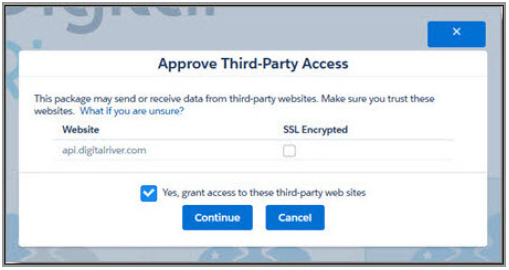 Approve Third-Party Access
This package may send or receive data from third-party websites. Make sure you trust these
websites. What if you are unsure?
Website SSL Encrypted
api.digitalriver.com
Yes, grant access to these third-party web sites
Continue Cancel